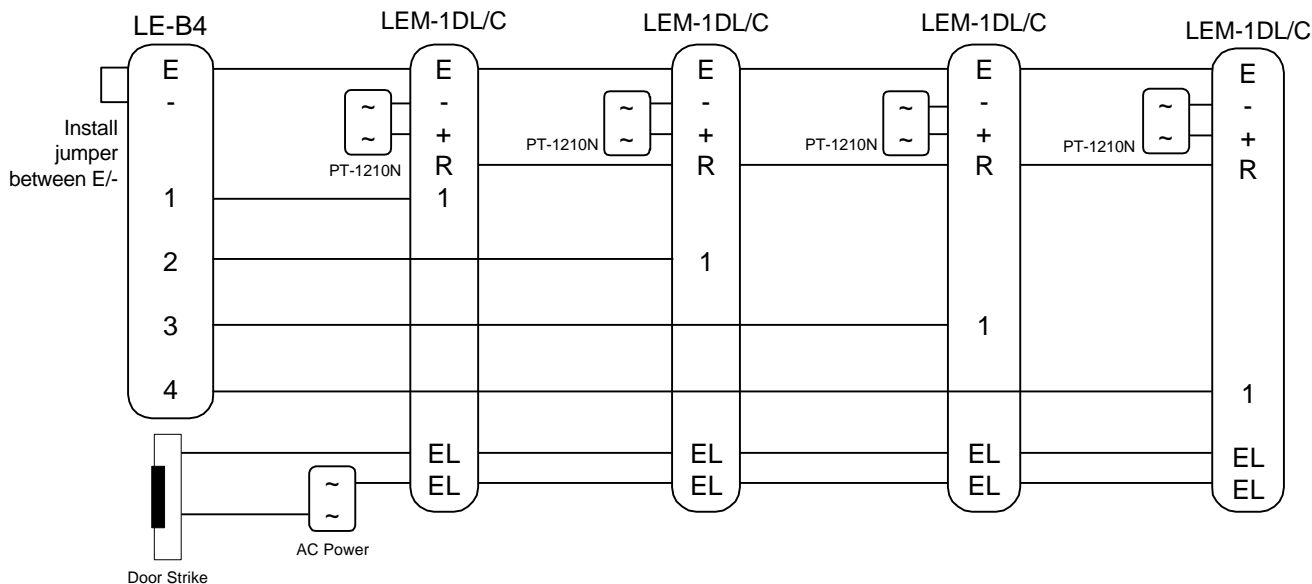 LE-B4
E
-
Install
jumper
between E/-
1
2
3
4
LEM-1DL/C
E
-
+
R
1
EL
EL
~
~
PT-1210N
LEM-1DL/C
E
-
+
R
1
EL
EL
~
~
PT-1210N
LEM-1DL/C
E
-
+
R
1
EL
EL
~
~
PT-1210N
LEM-1DL/C
E
-
+
R
1
EL
EL
~
~
PT-1210N
~
~
AC Power
Door Strike